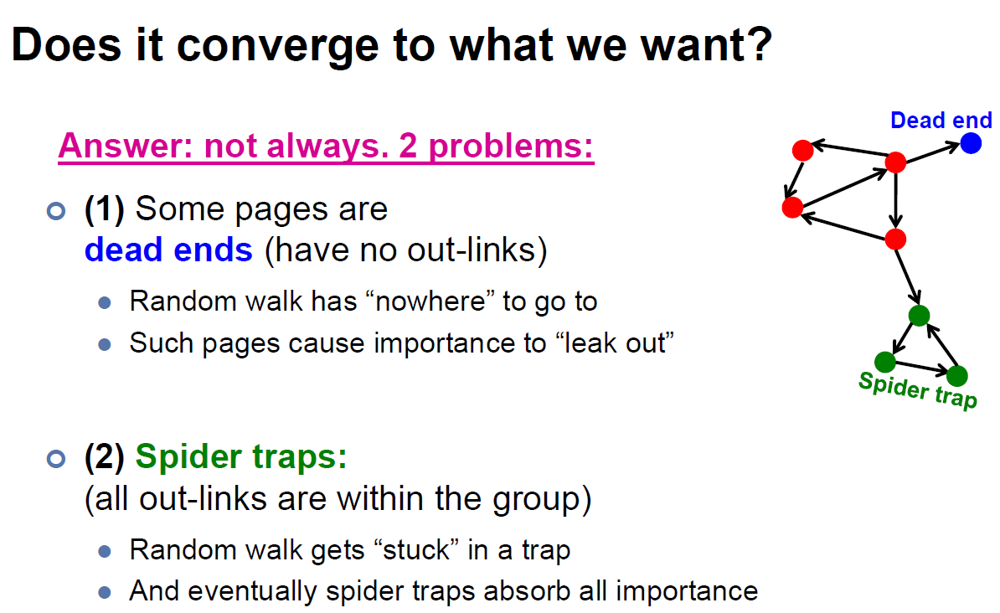 Does it converge to what we want?
Answer: not always. 2 problems:
(1) Some pages are
dead ends (have no out-links)
Random walk has “nowhere” to go to
Such pages cause importance to “leak out”
(2) Spider traps:
(all out-links are within the group)
Random walk gets “stuck” in a trap
And eventually spider traps absorb all importance
Dead end
Spider trap